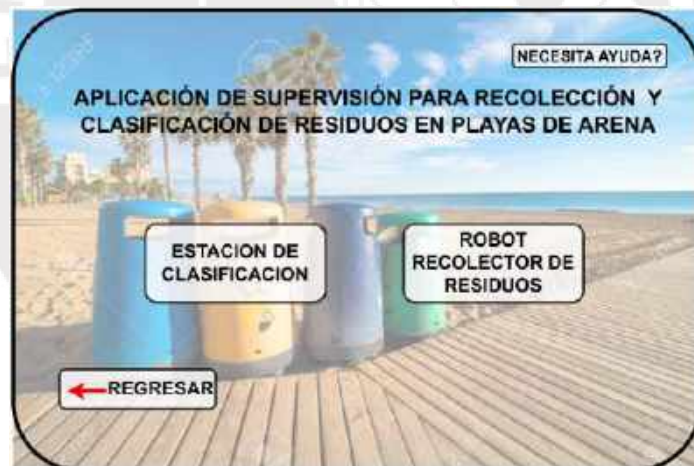 NECESITA AYUDA?
APLICACIÓN DE SUPERVISIÓN PARA RECOLECCIÓN Y
CLASIFICACIÓN DE RESIDUOS EN PLAYAS DE ARENA
ESTACION DE
CLASIFICACION
ROBOT
RECOLECTOR DE
RESIDUOS
REGRESAR